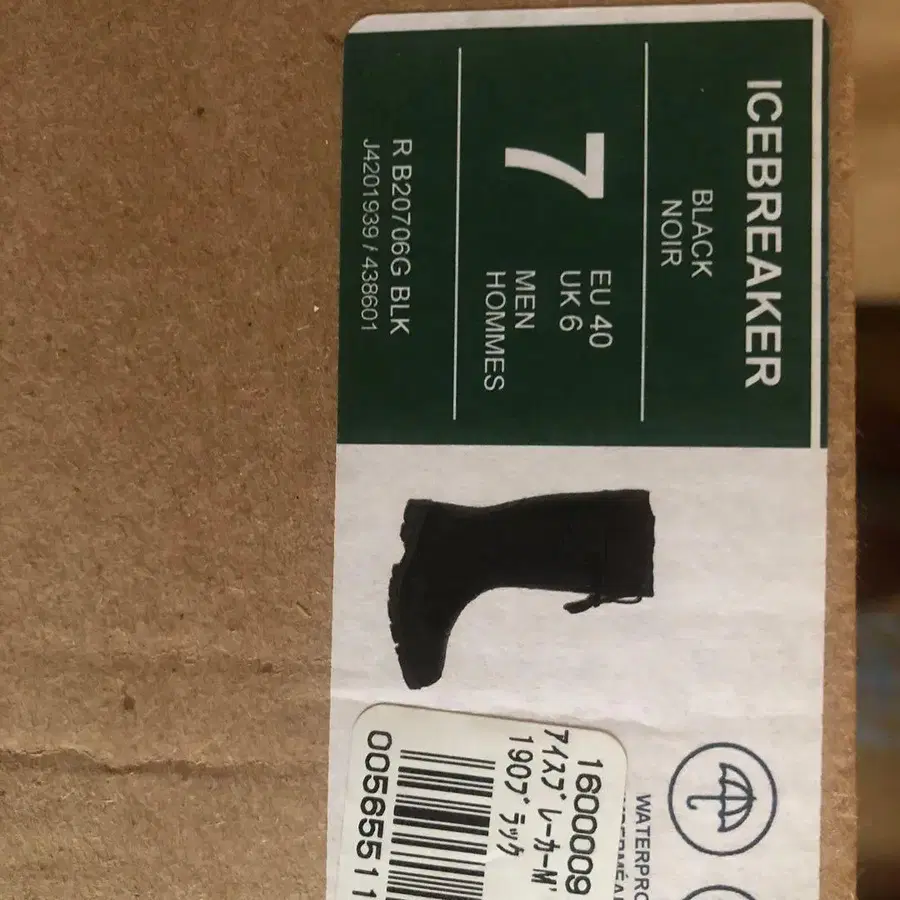 ICEBREAKER
BLACK
NOIR
7
EU 40
UK 6
MEN
HOMMES
R B20706G BLK
J4201939 / 438601
WATERPRO
1600009
アイスブレーカーM'
190ブラック
00565511